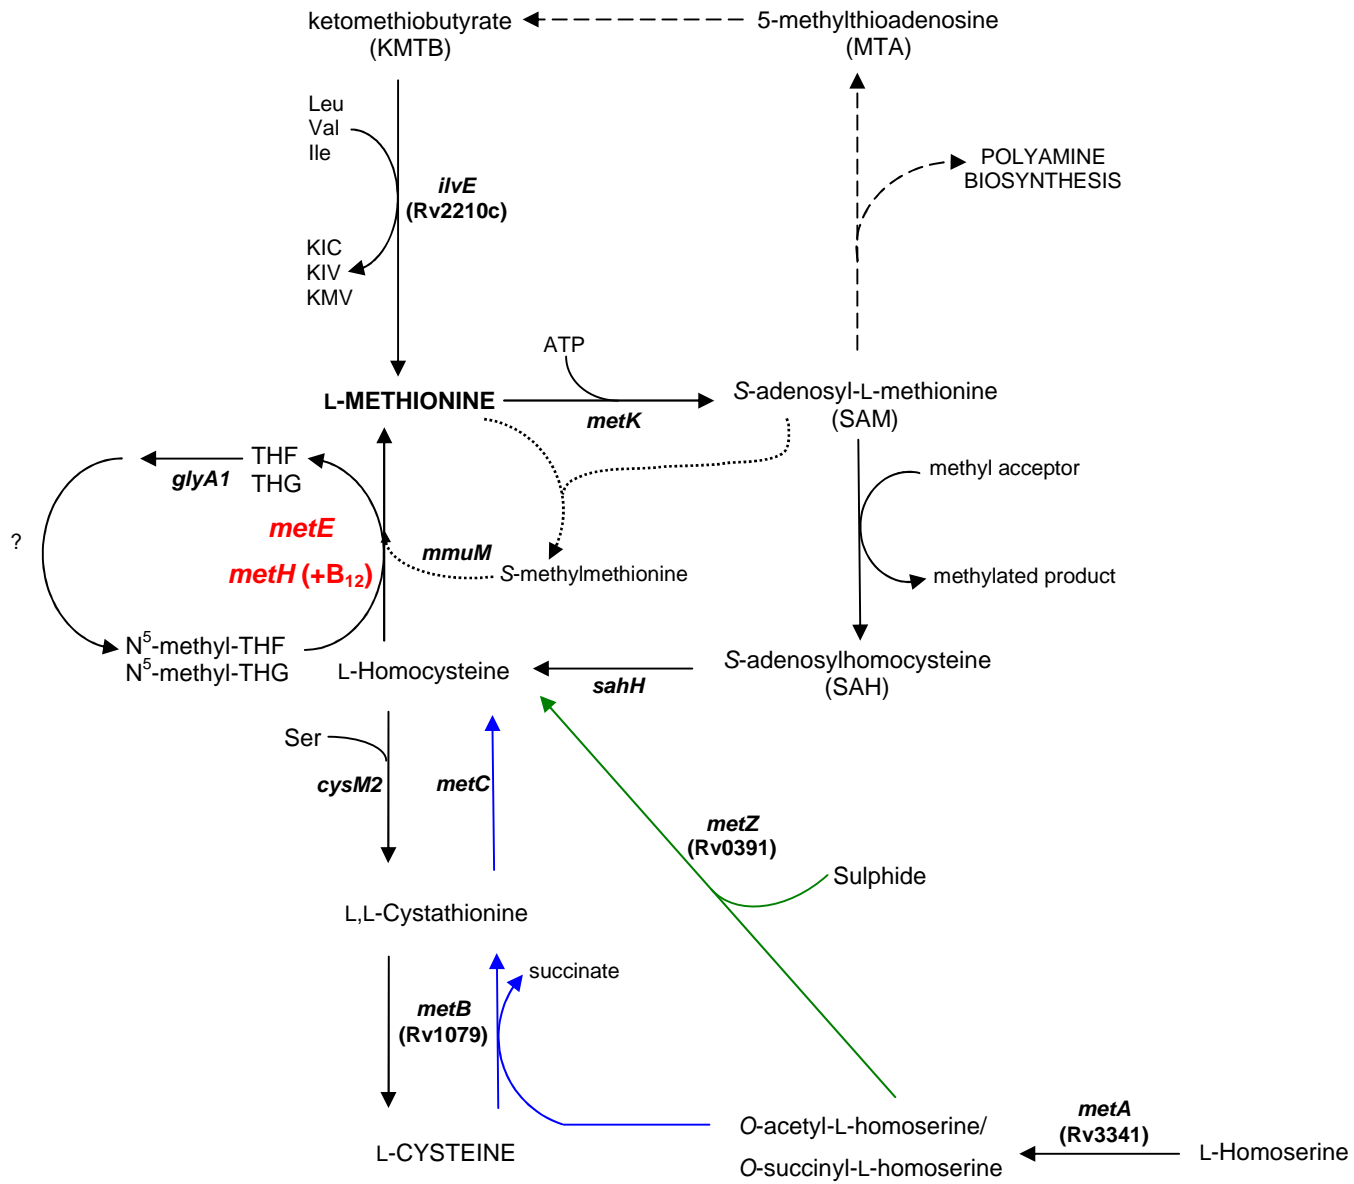 ketomethiobutyrate
(KMTB)
5-methylthioadenosine
(MTA)
Leu
Val
Ile
POLYAMINE
BIOSYNTHESIS
ilvE
(Rv2210c)
KIC
KIV
KMV
ATP
L-METHIONINE
metK
S-adenosyl-L-methionine
(SAM)
THF
THG
glyA1
methyl acceptor
?
metE
metH (+B₁₂)
mmuM
S-methylmethionine
methylated product
N⁵-methyl-THF
N⁵-methyl-THG
L-Homocysteine
sahH
S-adenosylhomocysteine
(SAH)
Ser
cysM2
metC
metZ
(Rv0391)
Sulphide
L,L-Cystathionine
succinate
metB
(Rv1079)
L-CYSTEINE
O-acetyl-L-homoserine/
O-succinyl-L-homoserine
metA
(Rv3341)
L-Homoserine